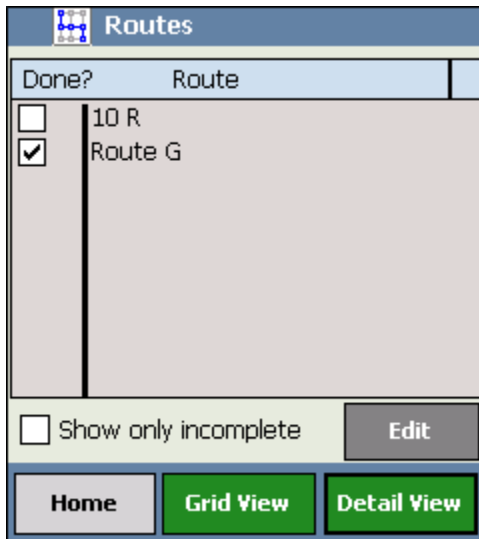 Routes
Done? Route
10 R
Route G
Show only incomplete Edit
Home Grid View Detail View